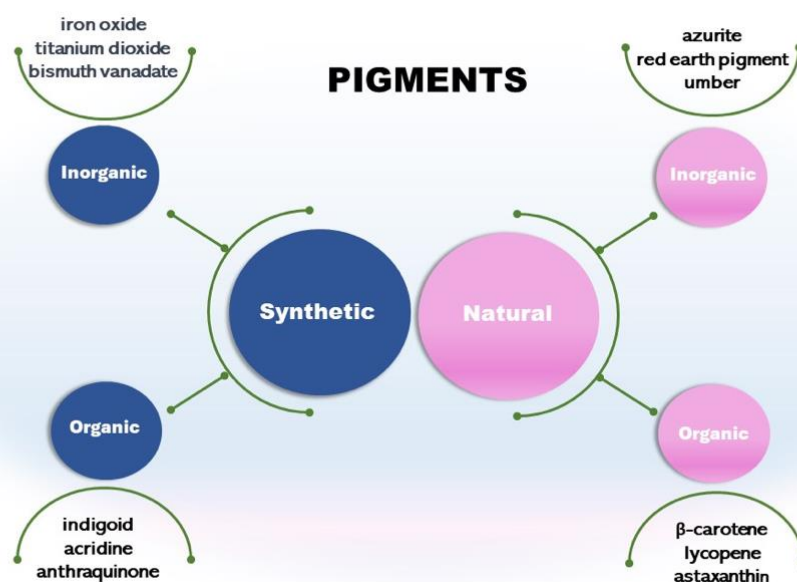 PIGMENTS
iron oxide
titanium dioxide
bismuth vanadate
Inorganic
azurite
red earth pigment
umber
Inorganic
Synthetic
Natural
Organic
indigoid
acridine
anthraquinone
Organic
β-carotene
lycopene
astaxanthin